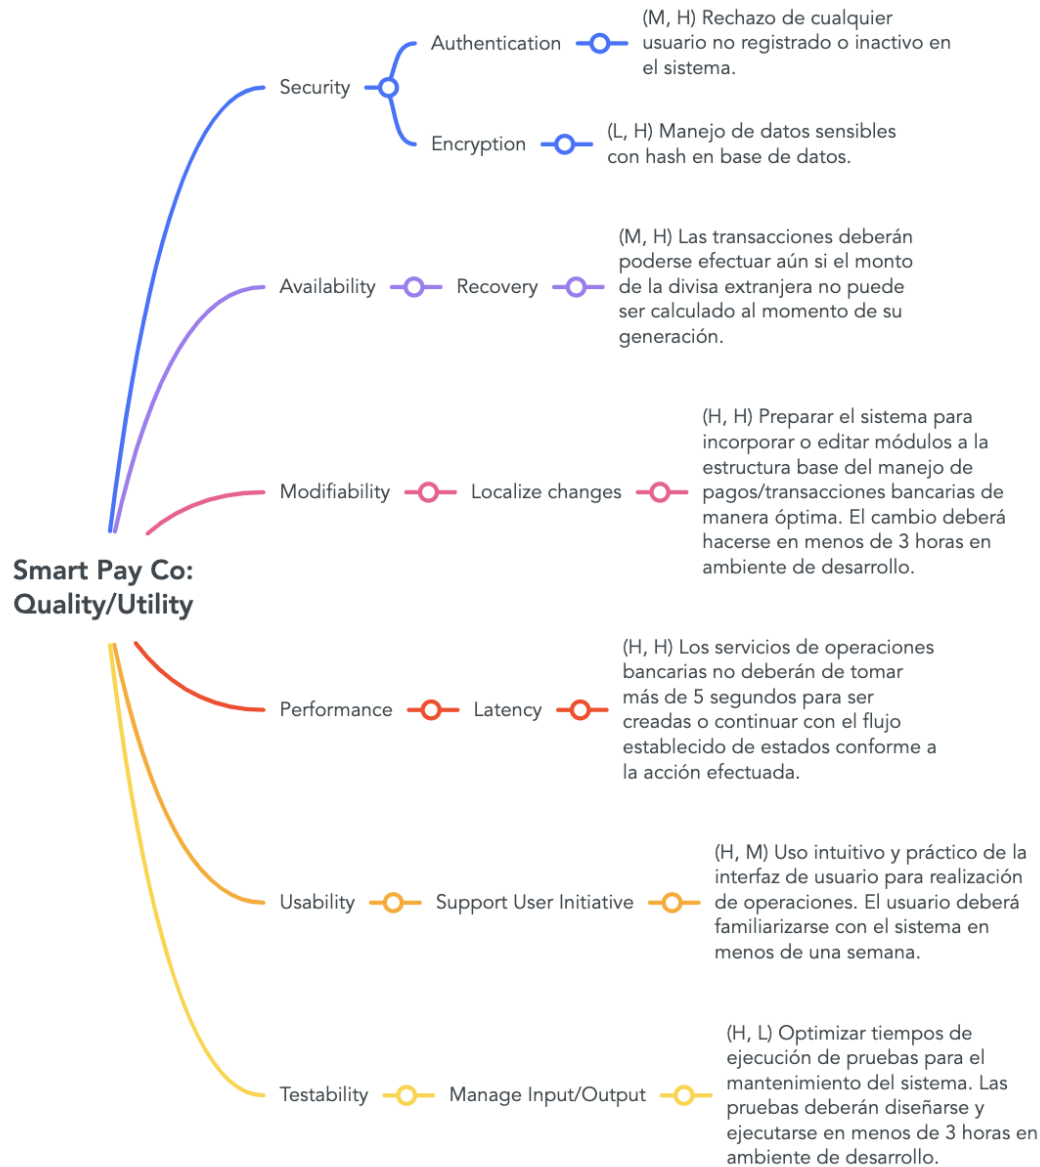 Smart Pay Co:
Quality/Utility
Security
Authentication
(M, H) Rechazo de cualquier
usuario no registrado o inactivo en
el sistema.
Encryption
(L, H) Manejo de datos sensibles
con hash en base de datos.
Availability
Recovery
(M, H) Las transacciones deberán
poderse efectuar aún si el monto
de la divisa extranjera no puede
ser calculado al momento de su
generación.
Modifiability
Localize changes
(H, H) Preparar el sistema para
incorporar o editar módulos a la
estructura base del manejo de
pagos/transacciones bancarias de
manera óptima. El cambio deberá
hacerse en menos de 3 horas en
ambiente de desarrollo.
Performance
Latency
(H, H) Los servicios de operaciones
bancarias no deberán de tomar
más de 5 segundos para ser
creadas o continuar con el flujo
establecido de estados conforme a
la acción efectuada.
Usability
Support User Initiative
(H, M) Uso intuitivo y práctico de la
interfaz de usuario para realización
de operaciones. El usuario deberá
familiarizarse con el sistema en
menos de una semana.
Testability
Manage Input/Output
(H, L) Optimizar tiempos de
ejecución de pruebas para el
mantenimiento del sistema. Las
pruebas deberán diseñarse y
ejecutarse en menos de 3 horas en
ambiente de desarrollo.